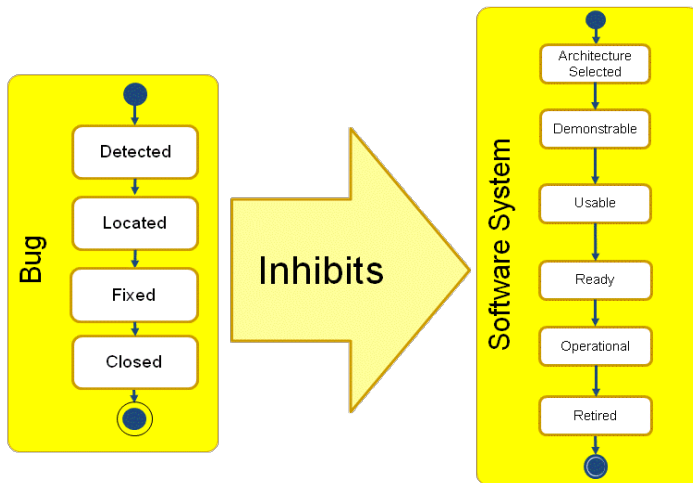 Bug
Detected
Located
Fixed
Closed
Inhibits
Software System
Architecture
Selected
Demonstrable
Usable
Ready
Operational
Retired